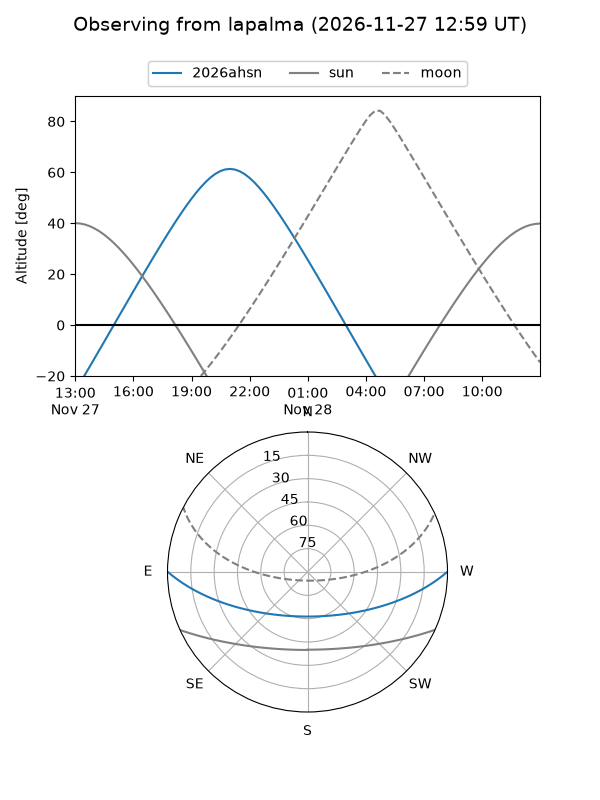 Observing from lapalma (2026-11-27 12:59 UT)
2026ahsn sun moon
Altitude [deg]
80
60
40
20
0
−20
13:00 16:00 19:00 22:00 01:00 04:00 07:00 10:00
Nov 27 Nov 28
N
NE NW
15
30
45
60
75
E W
SE SW
S